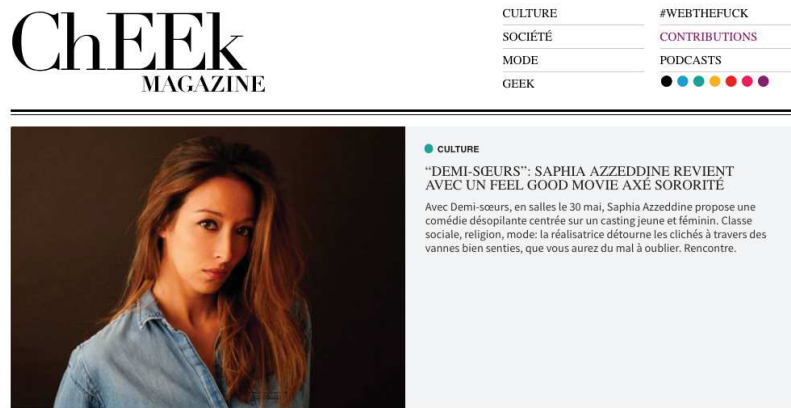 ChEEk
MAGAZINE
CULTURE
SOCIÉTÉ
MODE
GEEK
#WEBTHEFUCK
CONTRIBUTIONS
PODCASTS
CULTURE
“DEMI-SŒURS”: SAPHIA AZZEDDINE REVIENT
AVEC UN FEEL GOOD MOVIE AXÉ SORORITÉ
Avec Demi-sœurs, en salles le 30 mai, Saphia Azzeddine propose une
comédie désopilante centrée sur un casting jeune et féminin. Classe
sociale, religion, mode: la réalisatrice détourne les clichés à travers des
vannes bien senties, que vous aurez du mal à oublier. Rencontre.